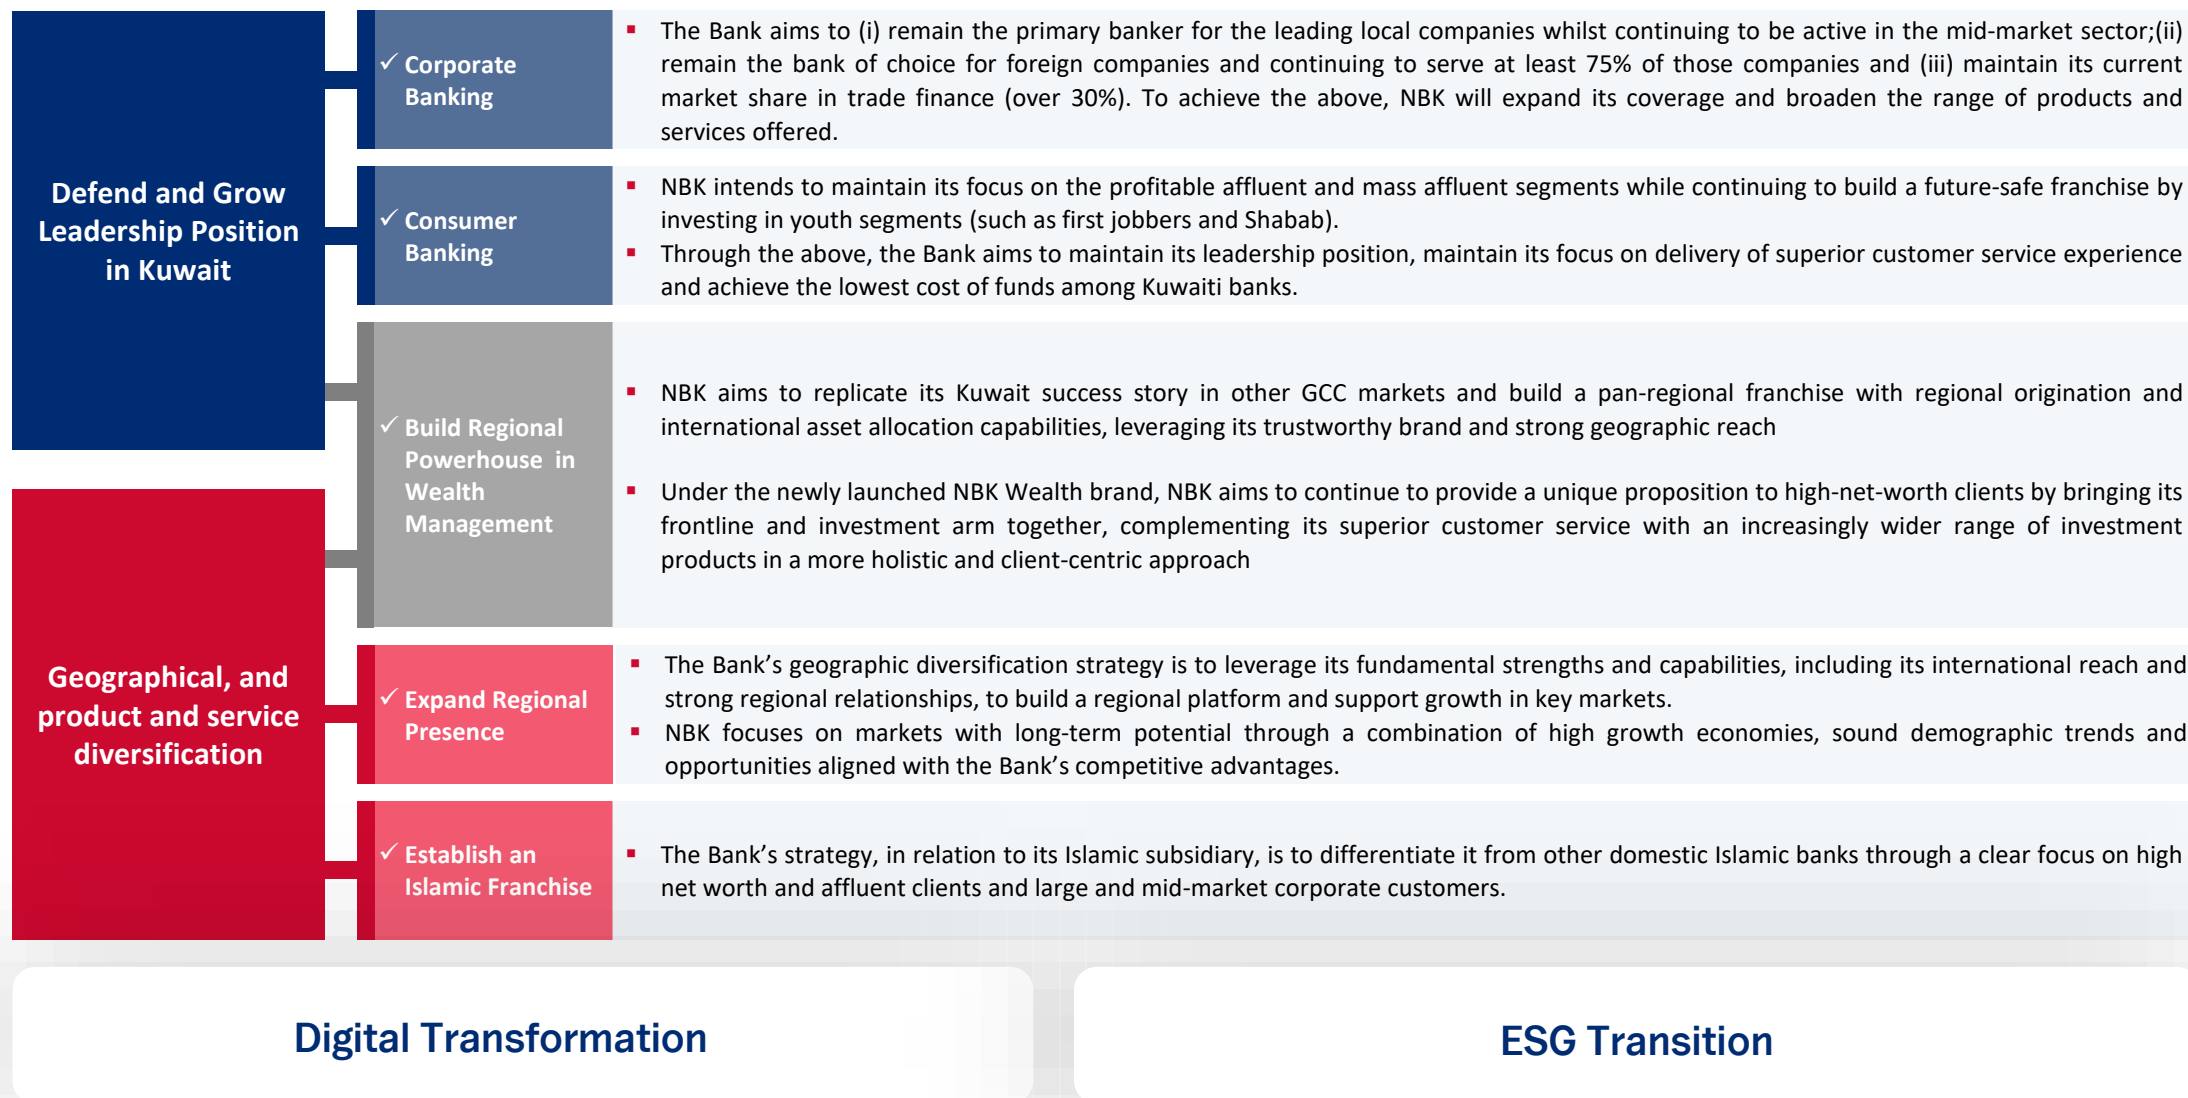 Defend and Grow
Leadership Position
in Kuwait
✓ Corporate
Banking
▪ The Bank aims to (i) remain the primary banker for the leading local companies whilst continuing to be active in the mid-market sector;(ii)
remain the bank of choice for foreign companies and continuing to serve at least 75% of those companies and (iii) maintain its current
market share in trade finance (over 30%). To achieve the above, NBK will expand its coverage and broaden the range of products and
services offered.
✓ Consumer
Banking
▪ NBK intends to maintain its focus on the profitable affluent and mass affluent segments while continuing to build a future-safe franchise by
investing in youth segments (such as first jobbers and Shabab).
▪ Through the above, the Bank aims to maintain its leadership position, maintain its focus on delivery of superior customer service experience
and achieve the lowest cost of funds among Kuwaiti banks.
✓ Build Regional
Powerhouse in
Wealth
Management
▪ NBK aims to replicate its Kuwait success story in other GCC markets and build a pan-regional franchise with regional origination and
international asset allocation capabilities, leveraging its trustworthy brand and strong geographic reach
▪ Under the newly launched NBK Wealth brand, NBK aims to continue to provide a unique proposition to high-net-worth clients by bringing its
frontline and investment arm together, complementing its superior customer service with an increasingly wider range of investment
products in a more holistic and client-centric approach
Geographical, and
product and service
diversification
✓ Expand Regional
Presence
▪ The Bank’s geographic diversification strategy is to leverage its fundamental strengths and capabilities, including its international reach and
strong regional relationships, to build a regional platform and support growth in key markets.
▪ NBK focuses on markets with long-term potential through a combination of high growth economies, sound demographic trends and
opportunities aligned with the Bank’s competitive advantages.
✓ Establish an
Islamic Franchise
▪ The Bank’s strategy, in relation to its Islamic subsidiary, is to differentiate it from other domestic Islamic banks through a clear focus on high
net worth and affluent clients and large and mid-market corporate customers.
Digital Transformation
ESG Transition